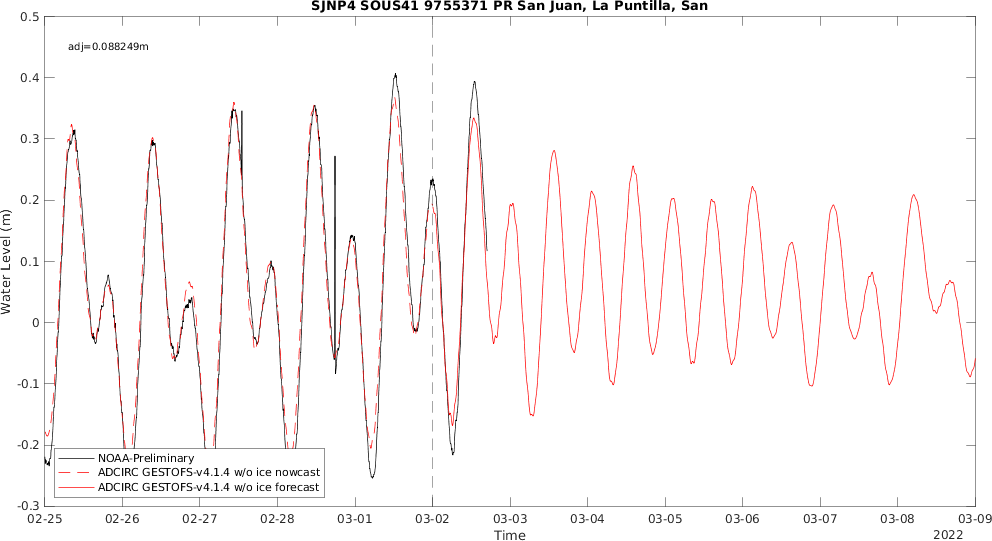 SJNP4 SOUS41 9755371 PR San Juan, La Puntilla, San
adj=0.088249m
0.5
0.4
0.3
0.2
0.1
0
-0.1
-0.2
-0.3
Water Level (m)
NOAA-Preliminary
ADCIRC GESTOFS-v4.1.4 w/o ice nowcast
ADCIRC GESTOFS-v4.1.4 w/o ice forecast
02-25 02-26 02-27 02-28 03-01 03-02 03-03 03-04 03-05 03-06 03-07 03-08 03-09
Time
2022